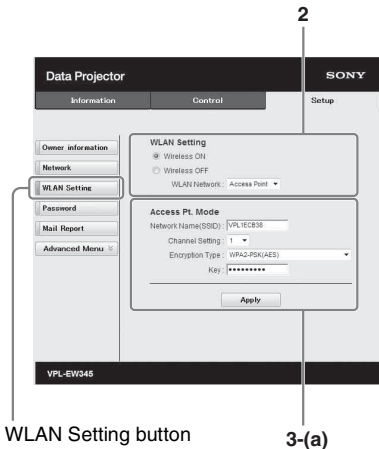 2
Data Projector SONY
Information Control Setup
Owner information
Network
WLAN Setting
Password
Mail Report
Advanced Menu
WLAN Setting
Wireless ON
Wireless OFF
WLAN Network: Access Point
Access Pt. Mode
Network Name(SSID): VPL1ECB38
Channel Setting: 1
Encryption Type: WPA2-PSK(AES)
Key: •••••••••
Apply
VPL-EW345
WLAN Setting button
3-(a)